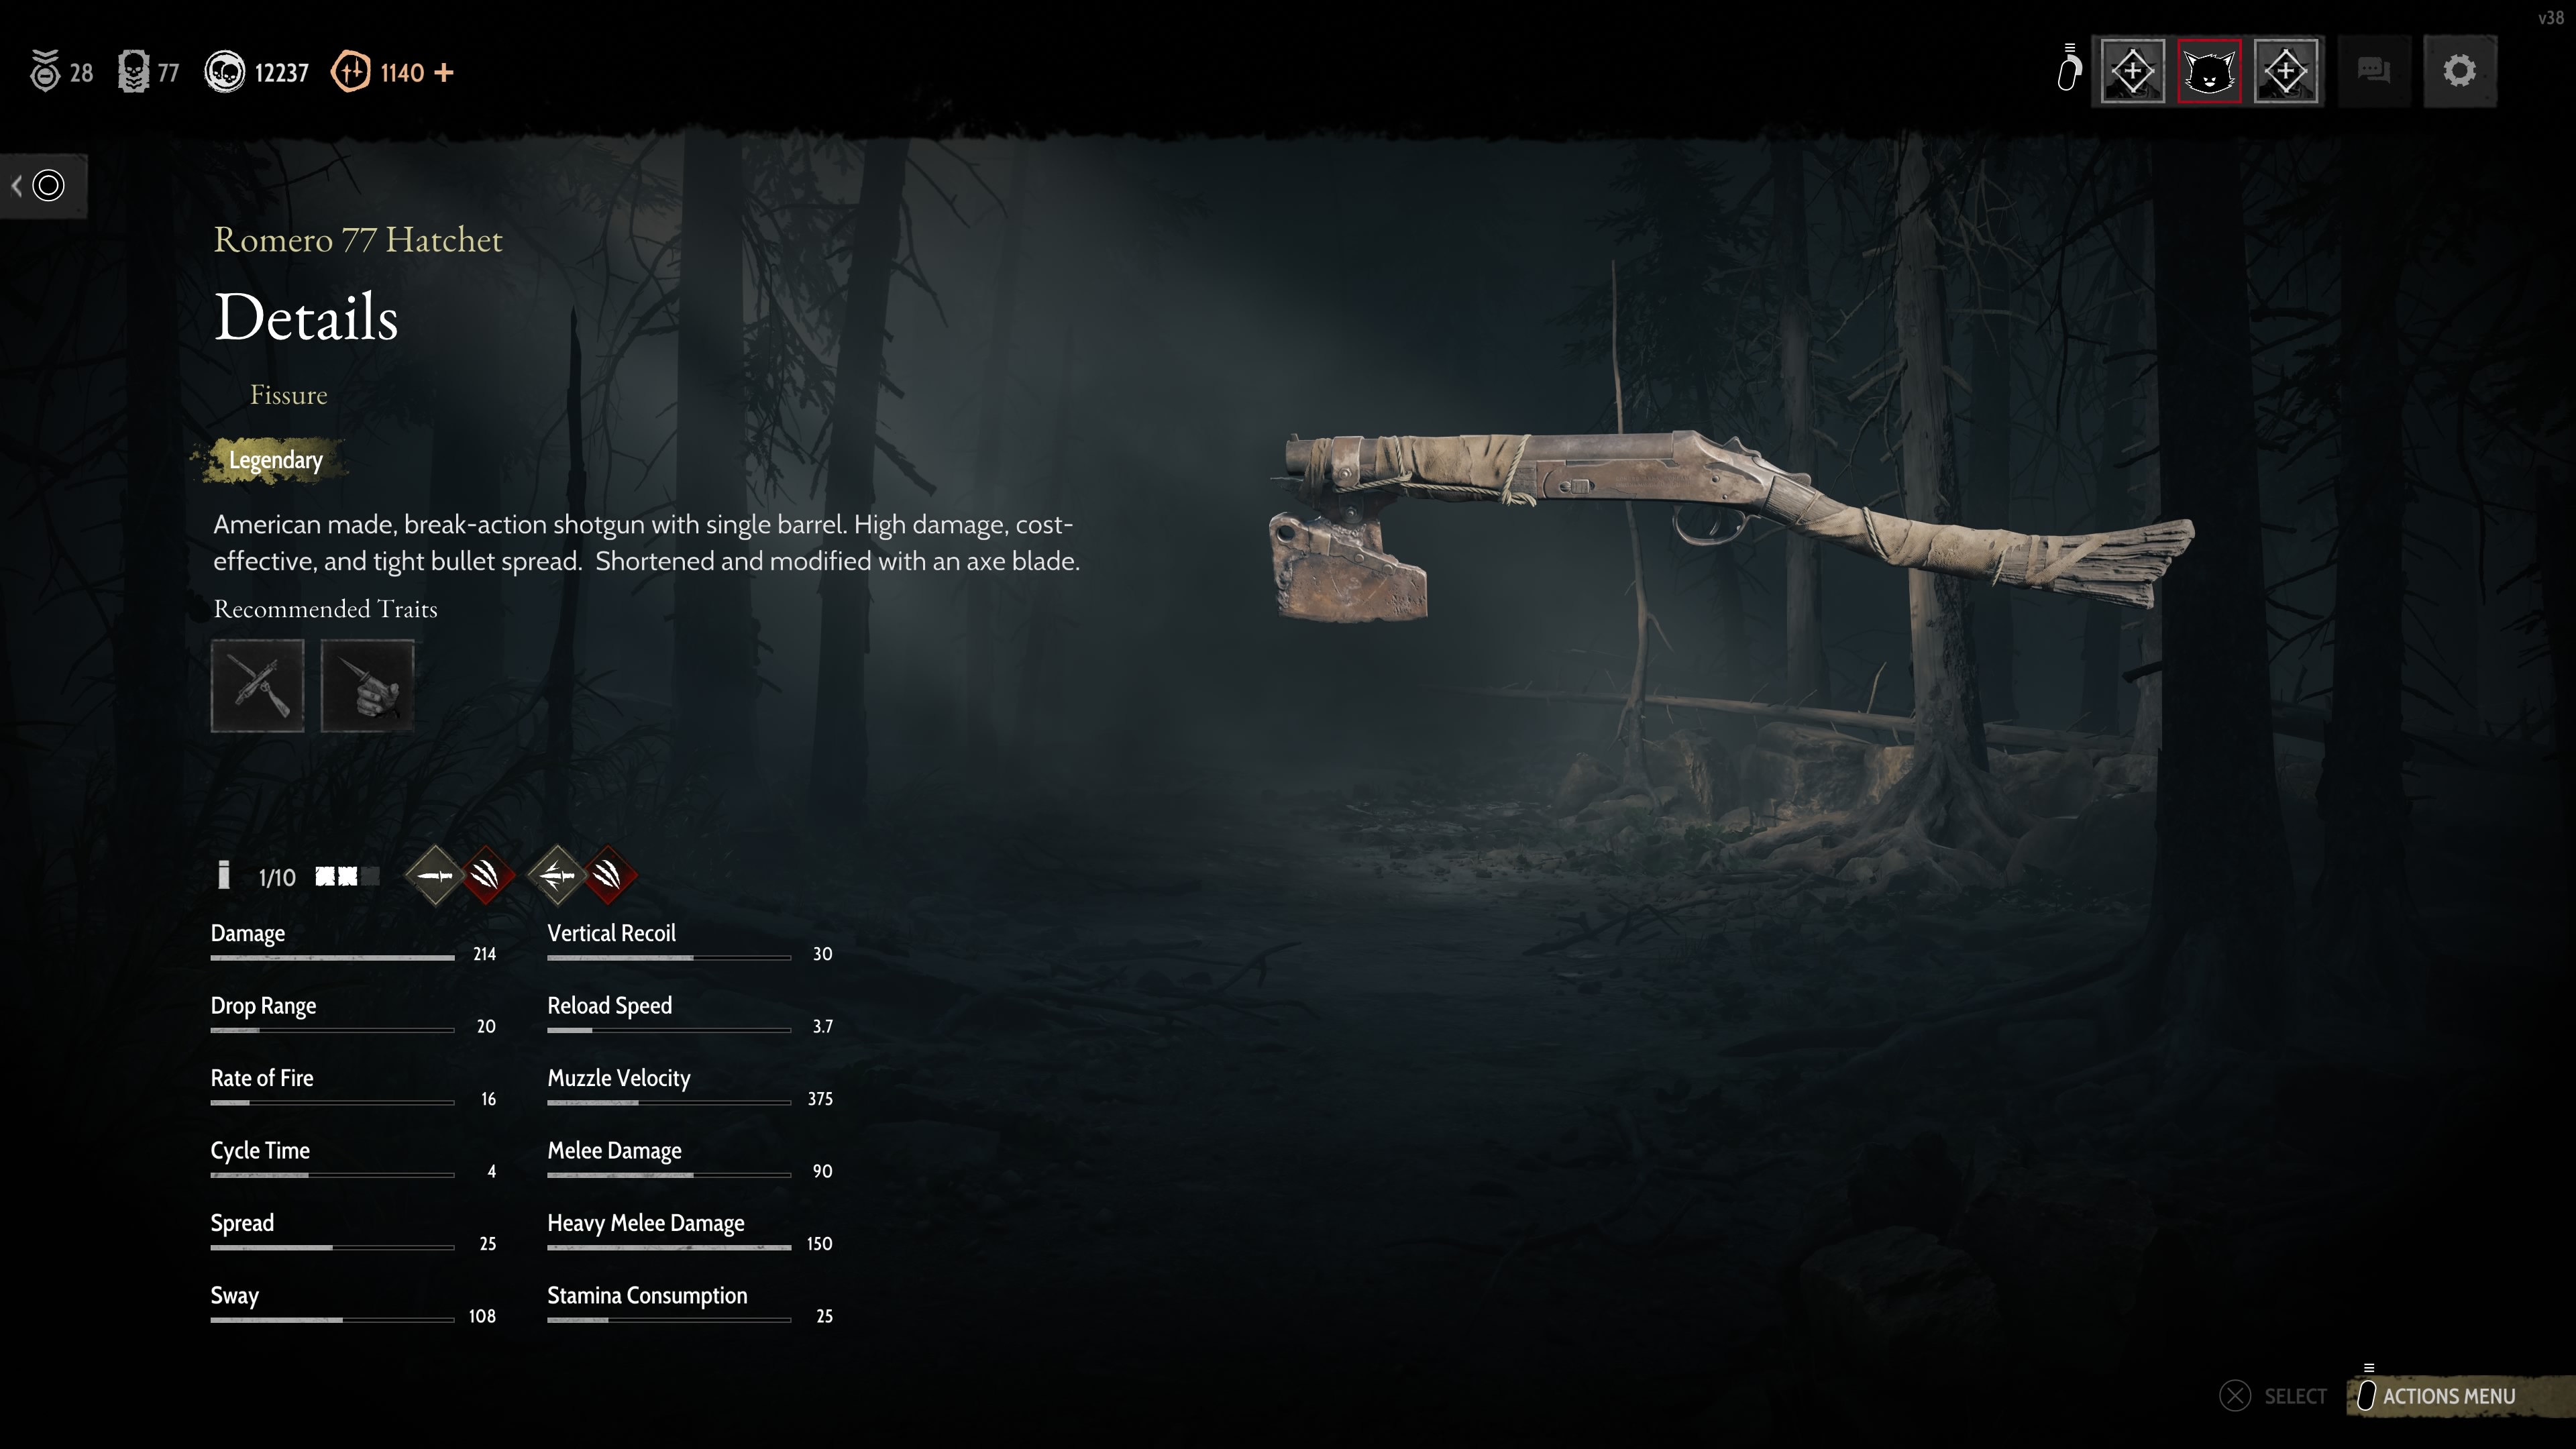 v38
28
77
12237
1140 +
Romero 77 Hatchet
Details
Fissure
Legendary
American made, break-action shotgun with single barrel. High damage, cost-
effective, and tight bullet spread. Shortened and modified with an axe blade.
Recommended Traits
1/10
Damage 214
Vertical Recoil 30
Drop Range 20
Reload Speed 3.7
Rate of Fire 16
Muzzle Velocity 375
Cycle Time 4
Melee Damage 90
Spread 25
Heavy Melee Damage 150
Sway 108
Stamina Consumption 25
SELECT
ACTIONS MENU